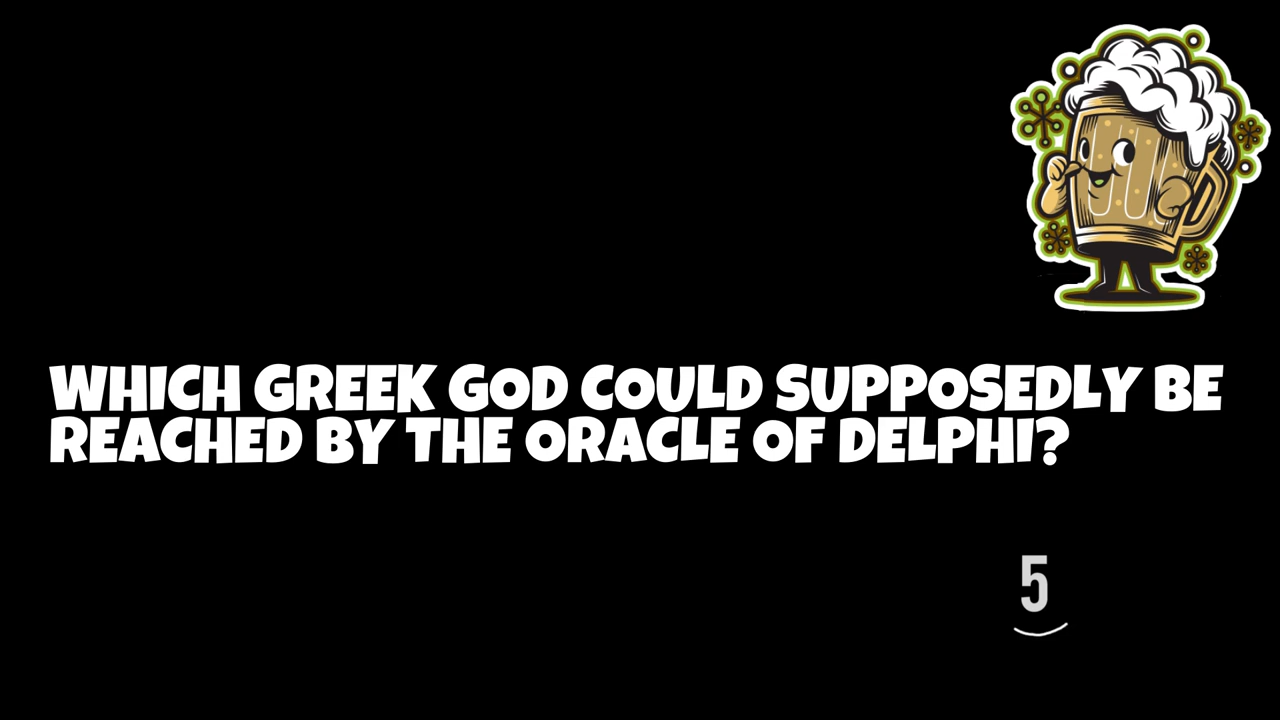 WHICH GREEK GOD COULD SUPPOSEDLY BE
REACHED BY THE ORACLE OF DELPHI?
5